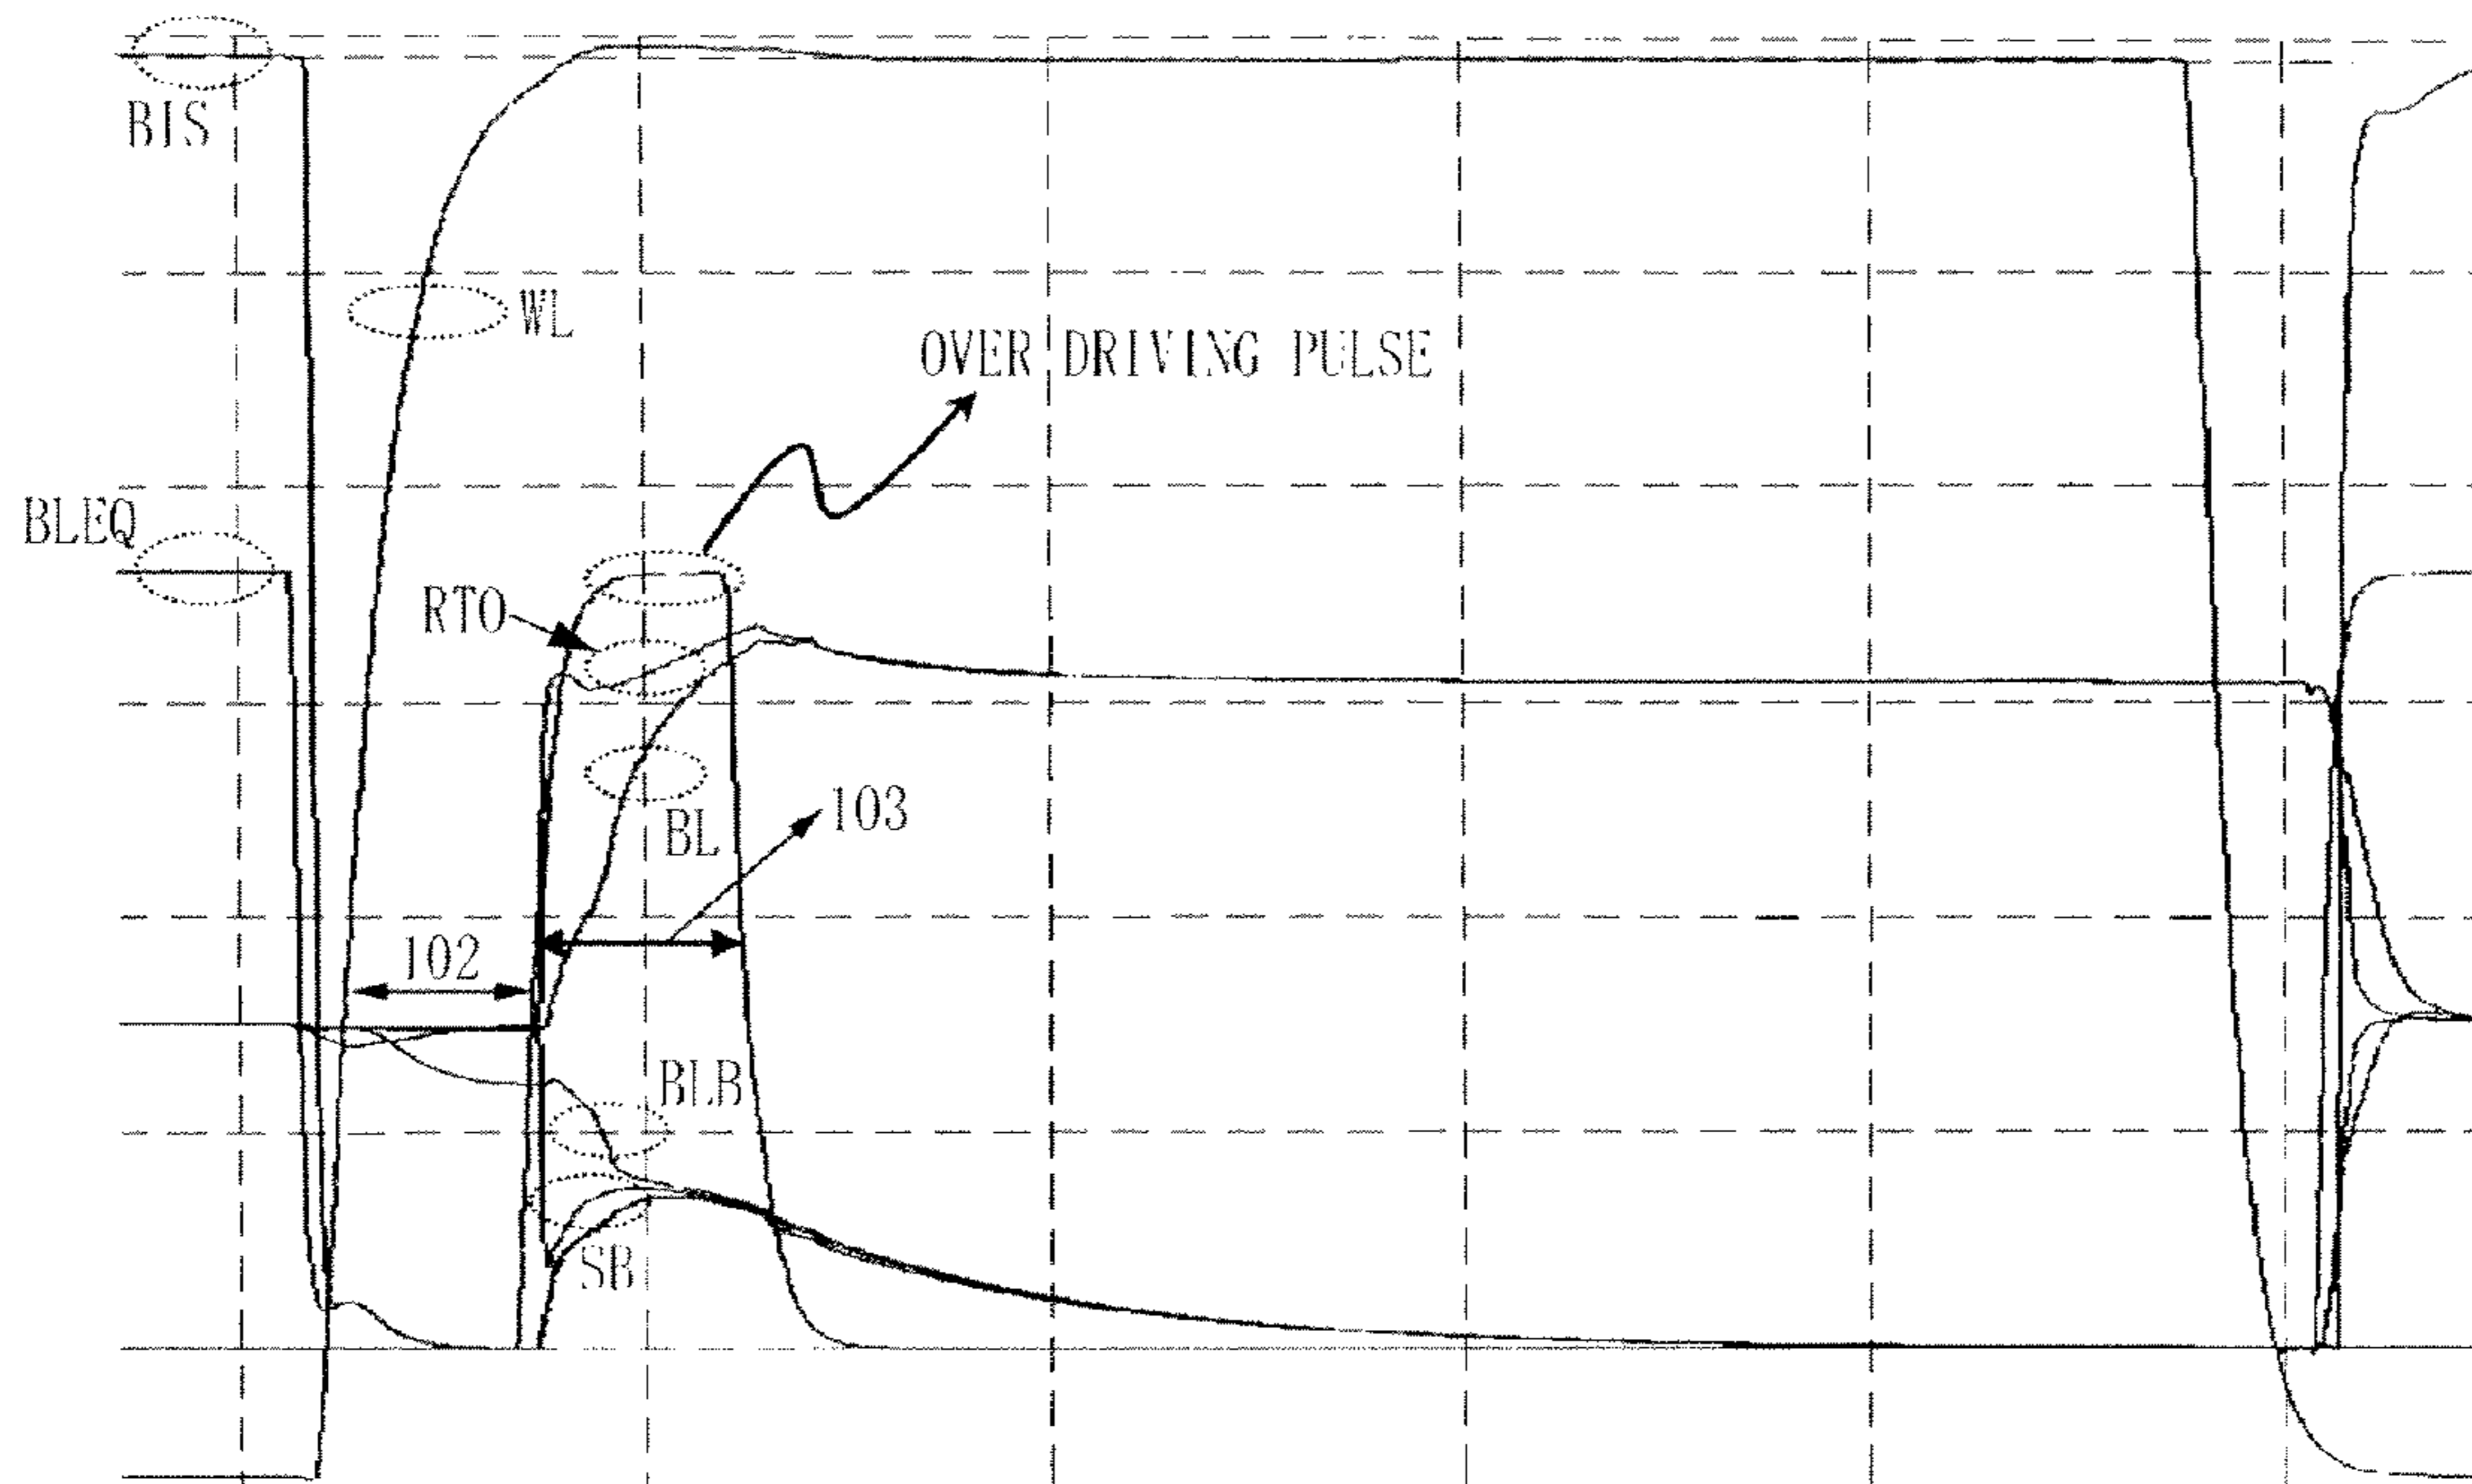 BIS
WL
OVER DRIVING PULSE
BLEQ
RTO
BL
103
102
BLB
SB